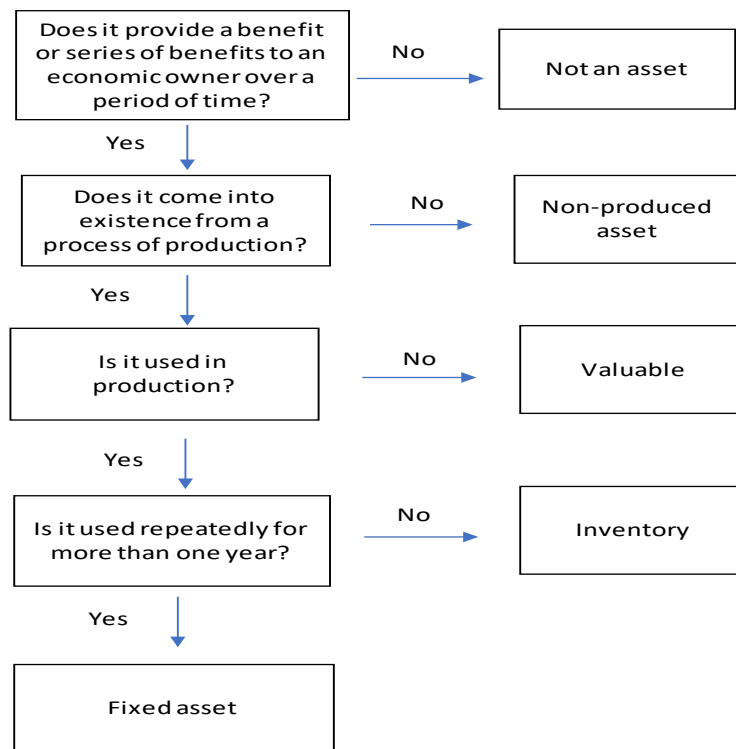 Does it provide a benefit
or series of benefits to an
economic owner over a
period of time?
No
Not an asset
Yes
Does it come into
existence from a
process of production?
No
Non-produced
asset
Yes
Is it used in
production?
No
Valuable
Yes
Is it used repeatedly for
more than one year?
No
Inventory
Yes
Fixed asset